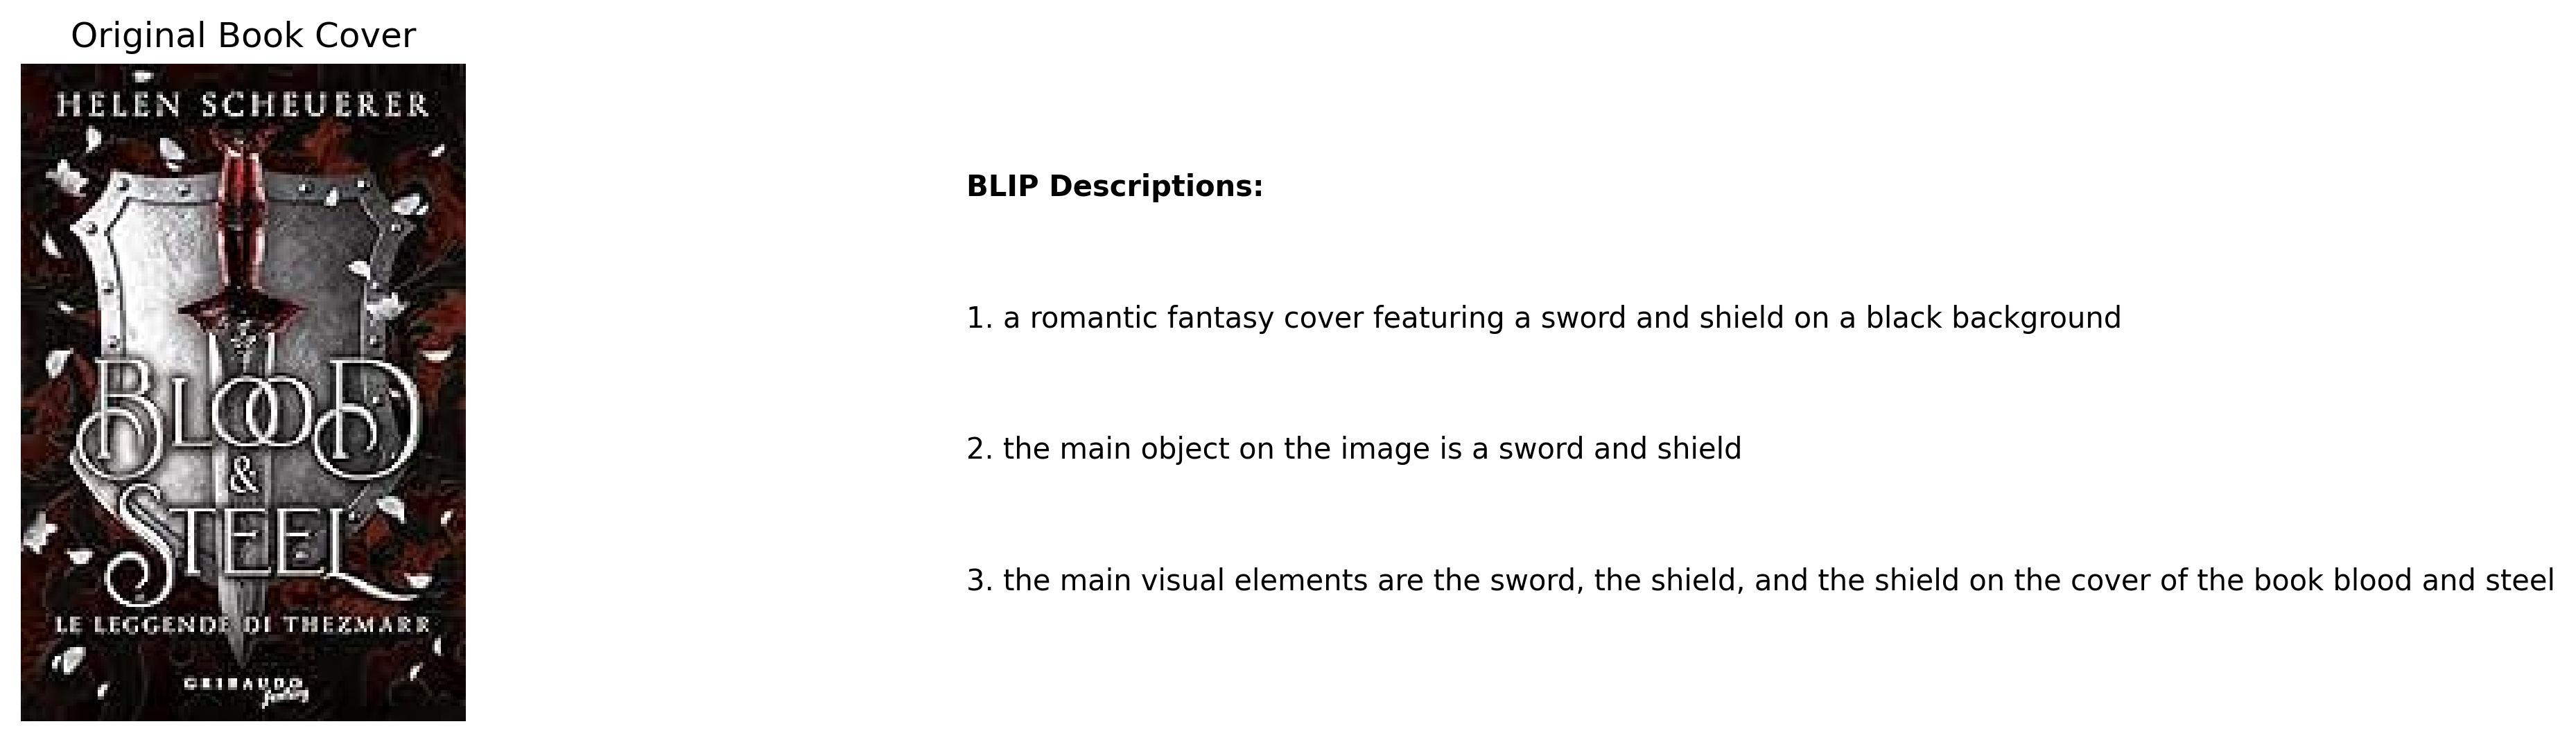 Original Book Cover
HELEN SCHEUERER
BLOOD
&
STEEL
LE LEGGENDE DI THEZMARR
GRIBAUDO
fantasy
BLIP Descriptions:
1. a romantic fantasy cover featuring a sword and shield on a black background
2. the main object on the image is a sword and shield
3. the main visual elements are the sword, the shield, and the shield on the cover of the book blood and steel